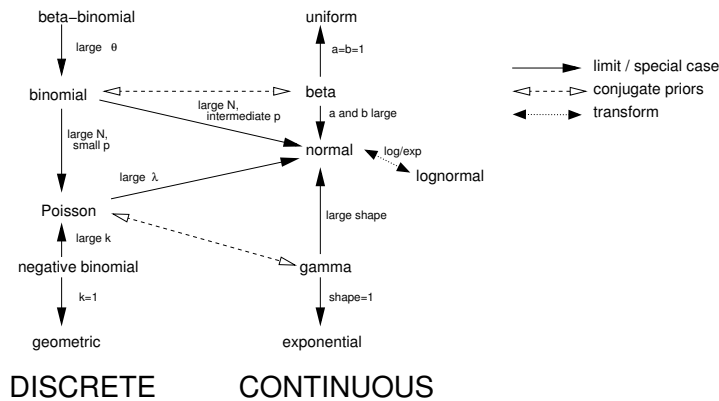 beta−binomial
uniform
large θ
a=b=1
limit / special case
binomial
beta
conjugate priors
large N,
intermediate p
a and b large
transform
large N,
small p
normal
log/exp
lognormal
large λ
Poisson
large shape
large k
negative binomial
gamma
k=1
shape=1
geometric
exponential
DISCRETE
CONTINUOUS